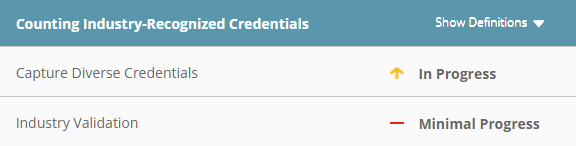 Counting Industry-Recognized Credentials Show Definitions
Capture Diverse Credentials In Progress
Industry Validation Minimal Progress